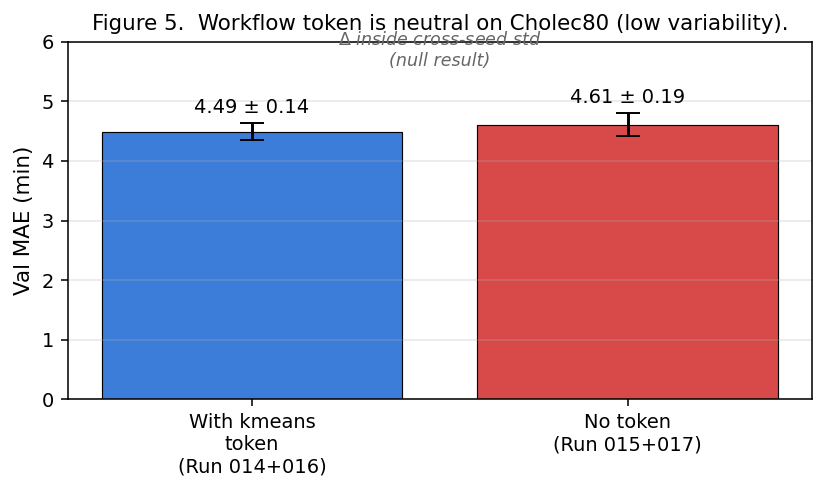 Figure 5.  Workflow token is neutral on Cholec80 (low variability).
Δ inside cross-seed std
(null result)
4.49 ± 0.14
4.61 ± 0.19
Val MAE (min)
6
5
4
3
2
1
0
With kmeans
token
(Run 014+016)
No token
(Run 015+017)